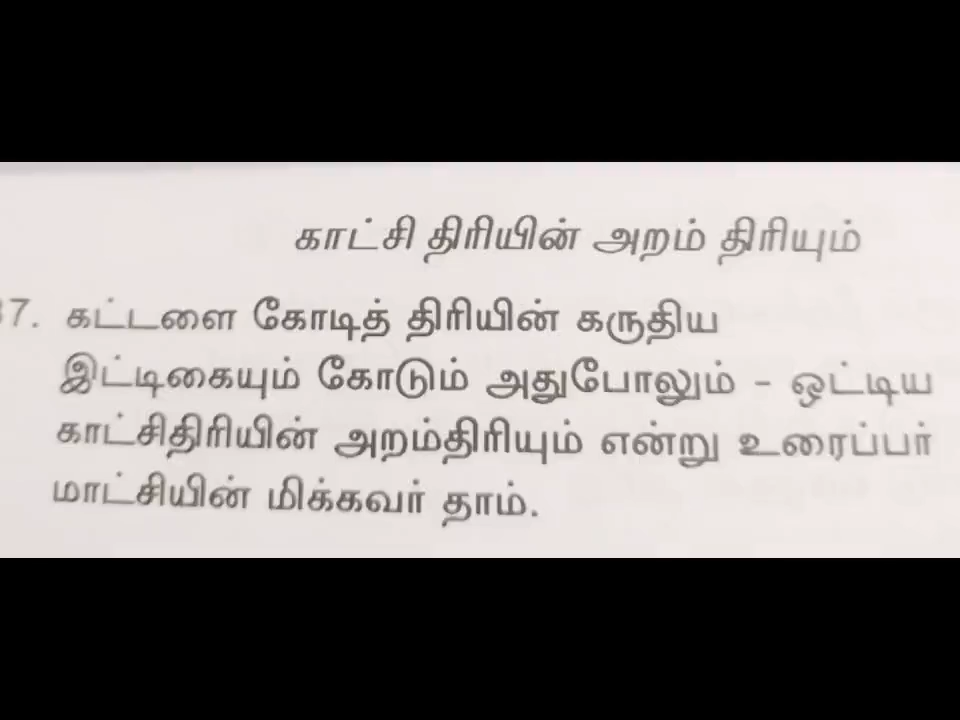 காட்சி திரியின் அறம் திரியும்
37. கட்டளை கோடித் திரியின் கருதிய
இட்டிகையும் கோடும் அதுபோலும் - ஒட்டிய
காட்சிதிரியின் அறம்திரியும் என்று உரைப்பர்
மாட்சியின் மிக்கவர் தாம்.